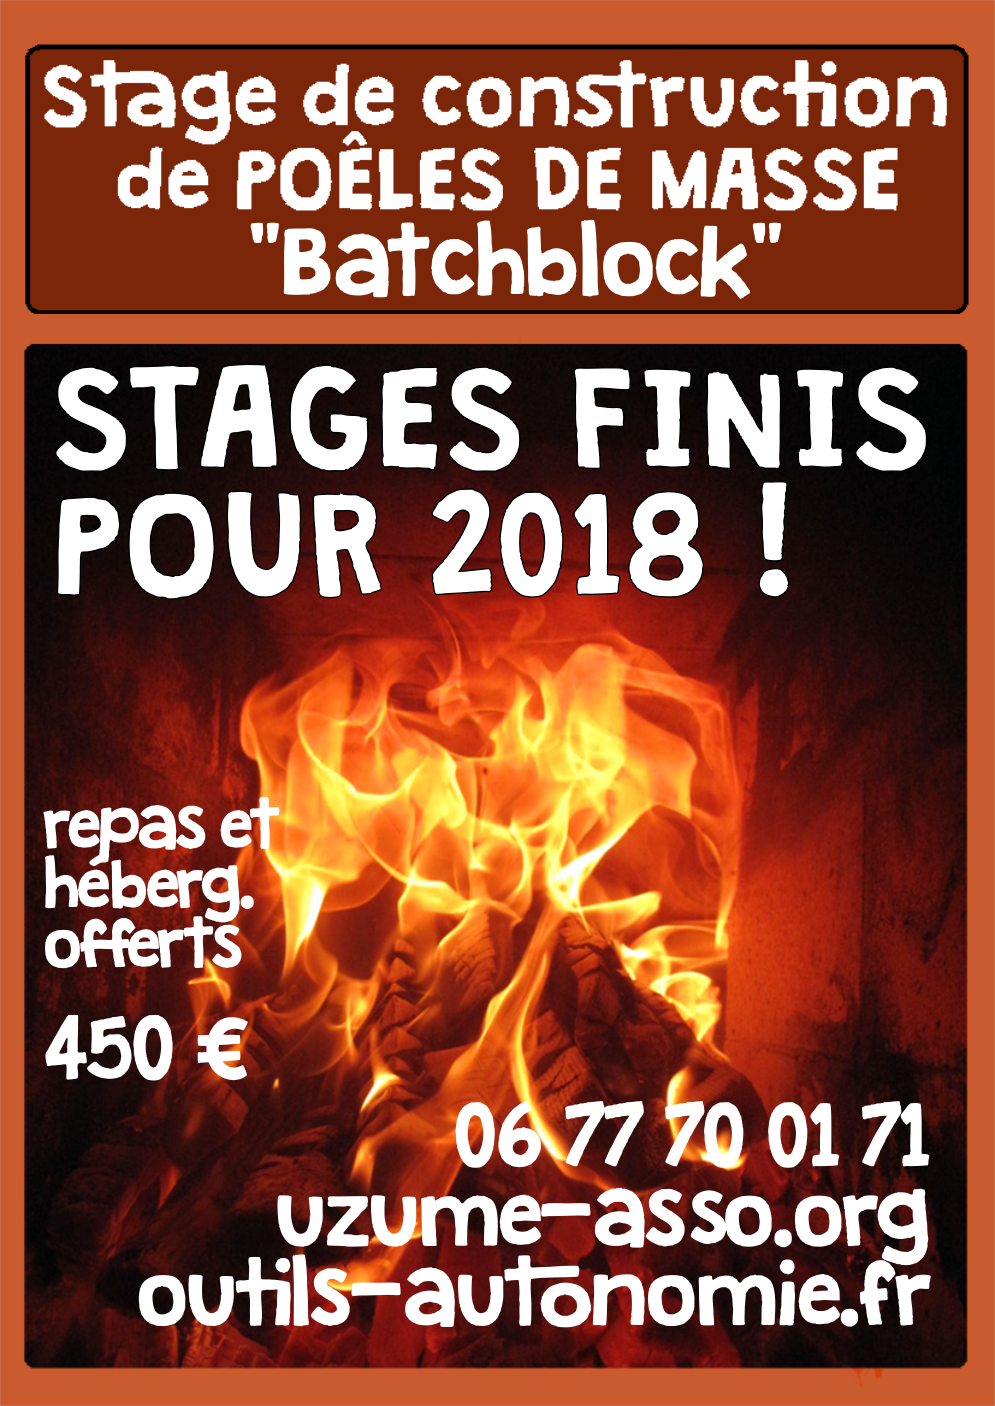 Stage de construction
de POÊLES DE MASSE
"Batchblock"
STAGES FINIS
POUR 2018 !
repas et
héberg.
offerts
450 €
06 77 70 01 71
uzume-asso.org
outils-autonomie.fr